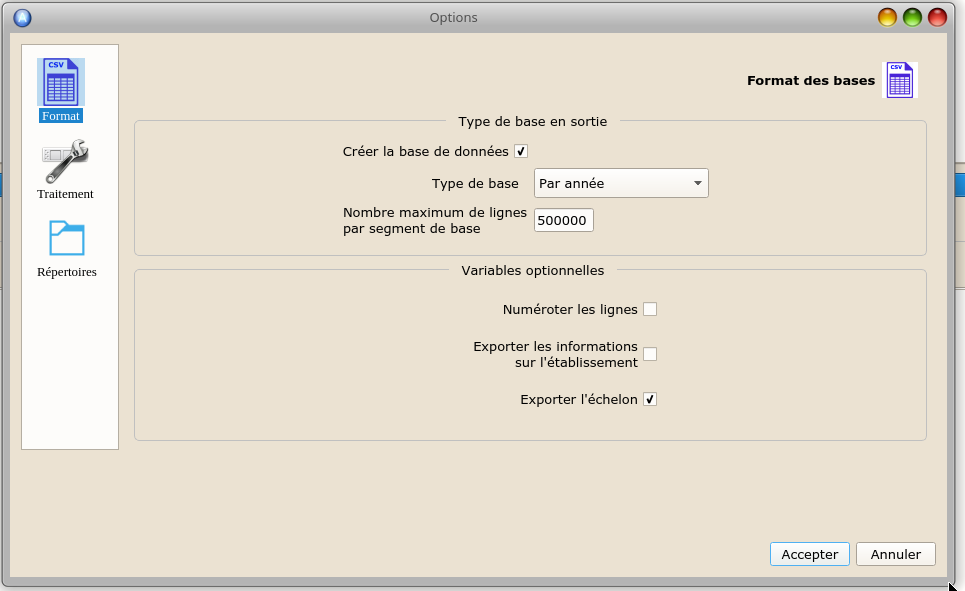 Options
CSV
Format
Traitement
Répertoires
Format des bases
CSV
Type de base en sortie
Créer la base de données
Type de base
Par année
Nombre maximum de lignes
par segment de base
500000
Variables optionnelles
Numéroter les lignes
Exporter les informations
sur l'établissement
Exporter l'échelon
Accepter
Annuler